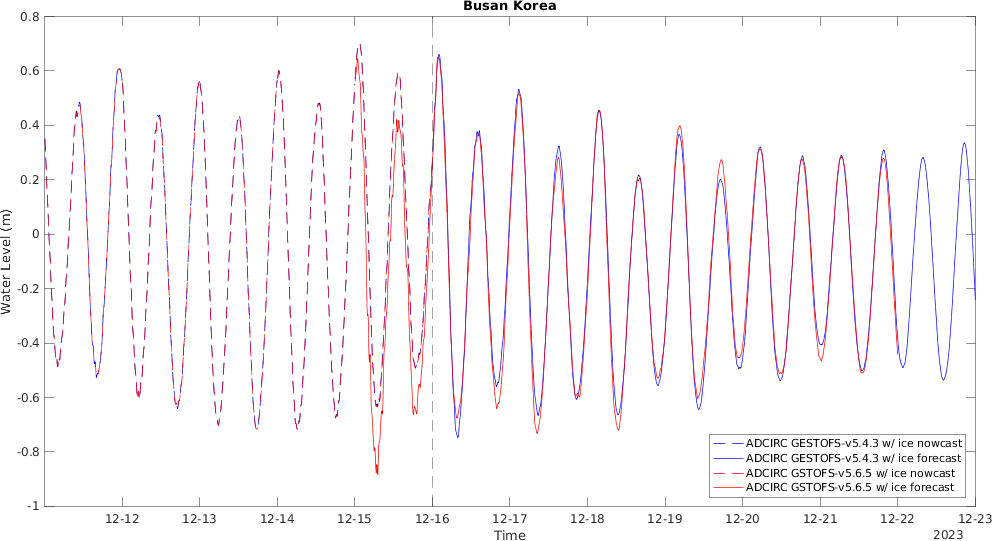 Busan Korea
0.8
0.6
0.4
0.2
0
-0.2
-0.4
-0.6
-0.8
-1
Water Level (m)
12-12 12-13 12-14 12-15 12-16 12-17 12-18 12-19 12-20 12-21 12-22 12-23
Time
2023
ADCIRC GESTOFS-v5.4.3 w/ ice nowcast
ADCIRC GESTOFS-v5.4.3 w/ ice forecast
ADCIRC GSTOFS-v5.6.5 w/ ice nowcast
ADCIRC GSTOFS-v5.6.5 w/ ice forecast